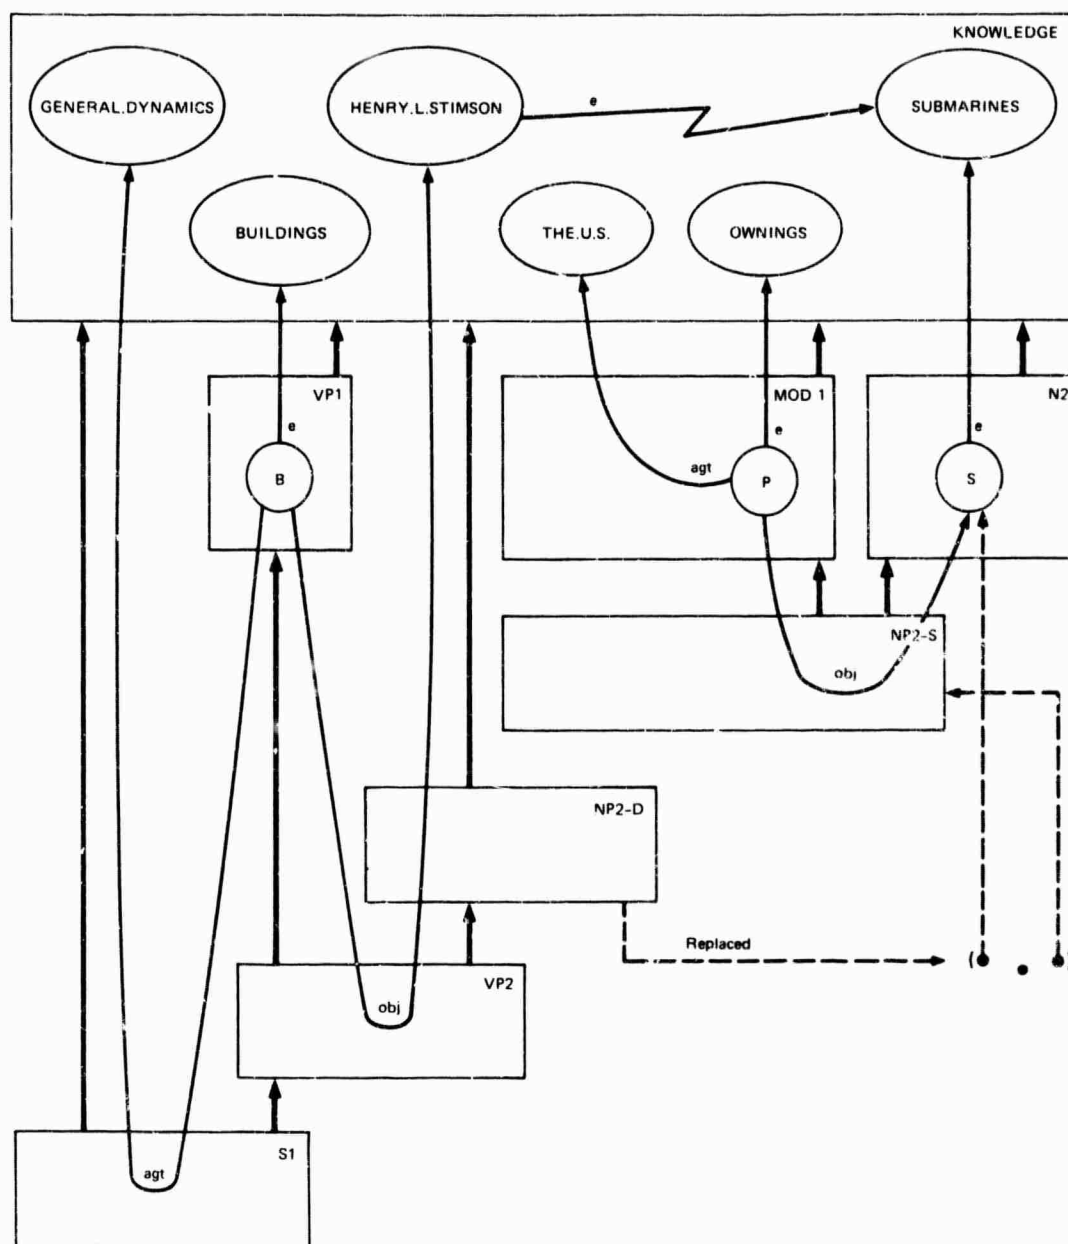 KNOWLEDGE
GENERAL.DYNAMICS
HENRY.L.STIMSON
e
SUBMARINES
BUILDINGS
THE.U.S.
OWNINGS
VP1
MOD 1
N2
e
e
e
B
agt
P
S
NP2-S
obj
NP2-D
Replaced
( . )
VP2
obj
S1
agt